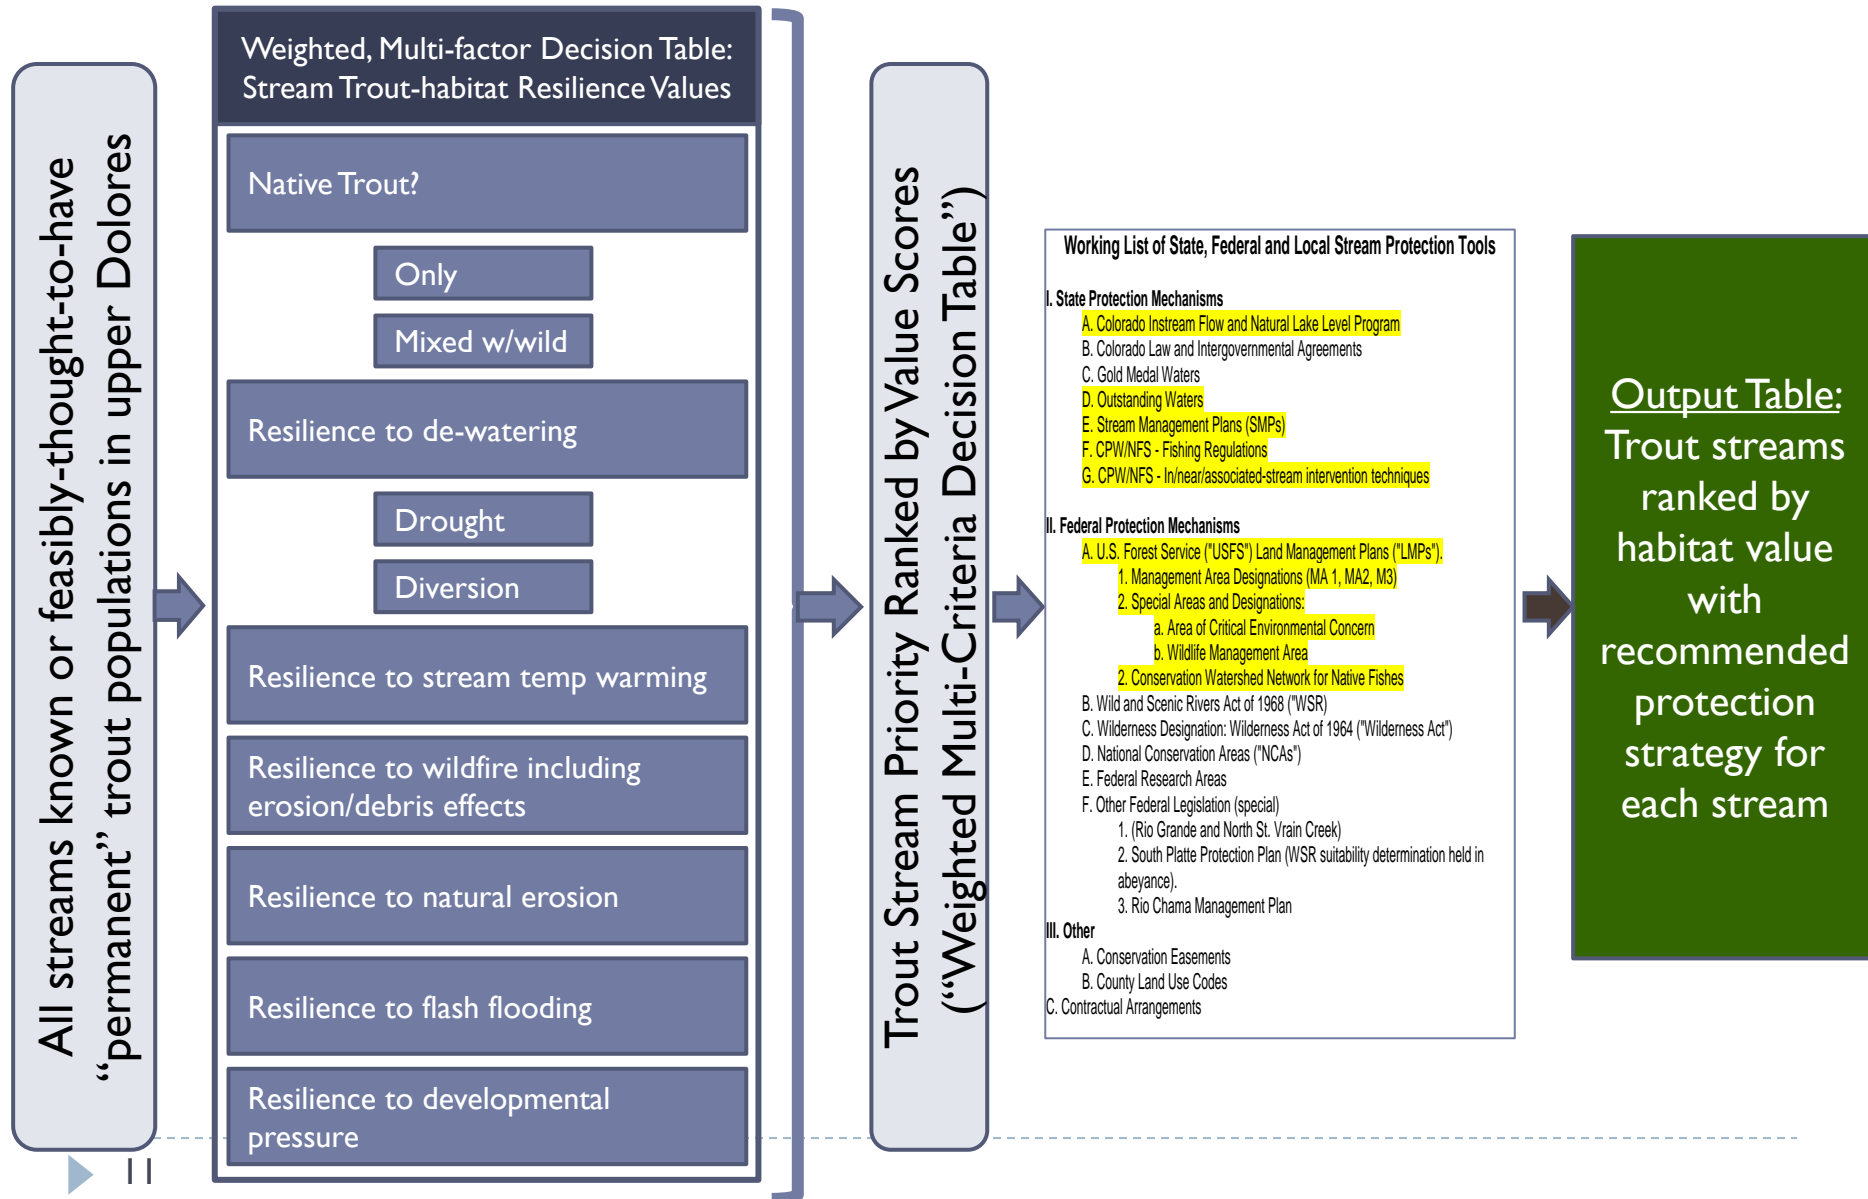 All streams known or feasibly-thought-to-have
“permanent” trout populations in upper Dolores
Weighted, Multi-factor Decision Table:
Stream Trout-habitat Resilience Values
Native Trout?
Only
Mixed w/wild
Resilience to de-watering
Drought
Diversion
Resilience to stream temp warming
Resilience to wildfire including
erosion/debris effects
Resilience to natural erosion
Resilience to flash flooding
Resilience to developmental
pressure
Trout Stream Priority Ranked by Value Scores
(“Weighted Multi-Criteria Decision Table”)
Working List of State, Federal and Local Stream Protection Tools
I. State Protection Mechanisms
A. Colorado Instream Flow and Natural Lake Level Program
B. Colorado Law and Intergovernmental Agreements
C. Gold Medal Waters
D. Outstanding Waters
E. Stream Management Plans (SMPs)
F. CPW/NFS - Fishing Regulations
G. CPW/NFS - In/near/associated-stream intervention techniques
II. Federal Protection Mechanisms
A. U.S. Forest Service ("USFS") Land Management Plans ("LMPs").
1. Management Area Designations (MA 1, MA2, M3)
2. Special Areas and Designations:
a. Area of Critical Environmental Concern
b. Wildlife Management Area
2. Conservation Watershed Network for Native Fishes
B. Wild and Scenic Rivers Act of 1968 ("WSR)
C. Wilderness Designation: Wilderness Act of 1964 ("Wilderness Act")
D. National Conservation Areas ("NCAs")
E. Federal Research Areas
F. Other Federal Legislation (special)
1. (Rio Grande and North St. Vrain Creek)
2. South Platte Protection Plan (WSR suitability determination held in
abeyance).
3. Rio Chama Management Plan
III. Other
A. Conservation Easements
B. County Land Use Codes
C. Contractual Arrangements
Output Table:
Trout streams
ranked by
habitat value
with
recommended
protection
strategy for
each stream
11